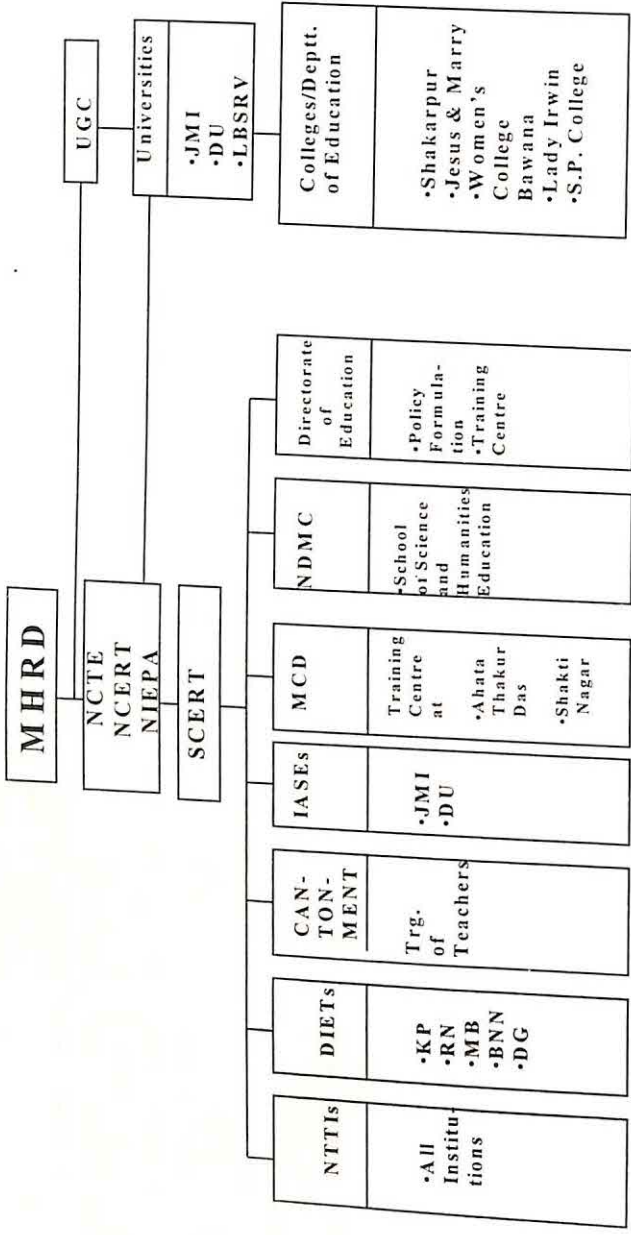 MHRD
UGC
NCTE
NCERT
NIEPA
Universities
•JMI
•DU
•LBSRV
SCERT
Colleges/Deptt.
of Education
•Shakarpur
•Jesus & Marry
•Women's
College
Bawana
•Lady Irwin
•S.P. College
NTTIs
•All
Institu-
tions
DIETs
•KP
•RN
•MB
•BNN
•DG
CAN-
TON-
MENT
Trg.
of
Teachers
IASEs
•JMI
•DU
MCD
Training
Centre
at
•Ahata
Thakur
Das
•Shakti
Nagar
NDMC
•School
of Science
and
Humanities
Education
Directorate
of
Education
•Policy
Formula-
tion
•Training
Centre